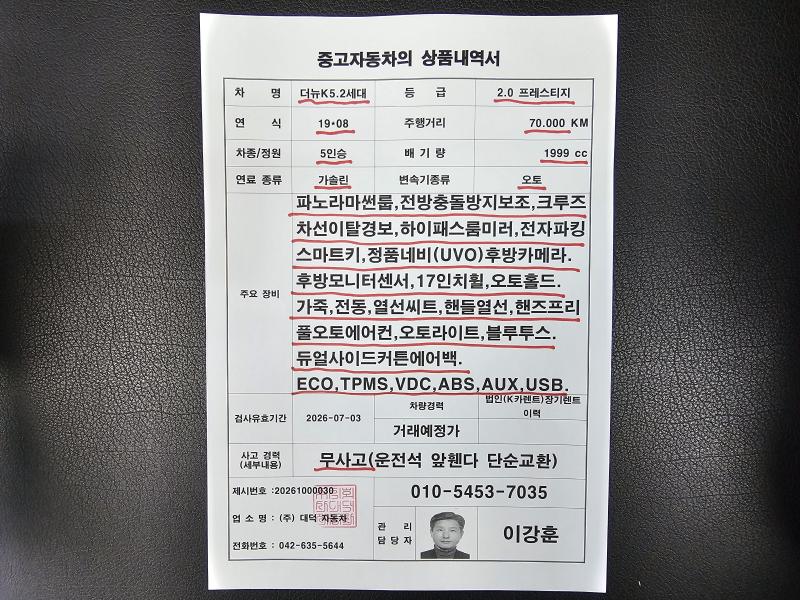 중고자동차의 상품내역서
차 명 더뉴K5.2세대 등 급 2.0 프레스티지
연 식 19*08 주행거리 70.000 KM
차종/정원 5인승 배 기 량 1999 cc
연료 종류 가솔린 변속기종류 오토
주요 장비
파노라마썬룹,전방충돌방지보조,크루즈
차선이탈경보,하이패스룸미러,전자파킹
스마트키,정품네비(UVO)후방카메라.
후방모니터센서,17인치휠,오토홀드.
가죽,전동,열선씨트,핸들열선,핸즈프리
풀오토에어컨,오토라이트,블루투스.
듀얼사이드커튼에어백.
ECO,TPMS,VDC,ABS,AUX,USB.
검사유효기간 2026-07-03 차량경력 법인(K카렌트)장기렌트
이력
거래예정가
사고 경력
(세부내용)
무사고(운전석 앞휀다 단순교환)
제시번호 :20261000030
010-5453-7035
업 소 명 : (주) 대덕 자동차
관 리
담 당 자
이강훈
전화번호 : 042-635-5644